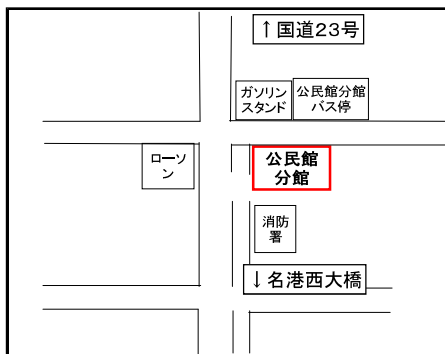 ↑国道23号
ガソリン
スタンド
公民館分館
バス停
ローソ
ン
公民館
分館
消防
署
↓名港西大橋